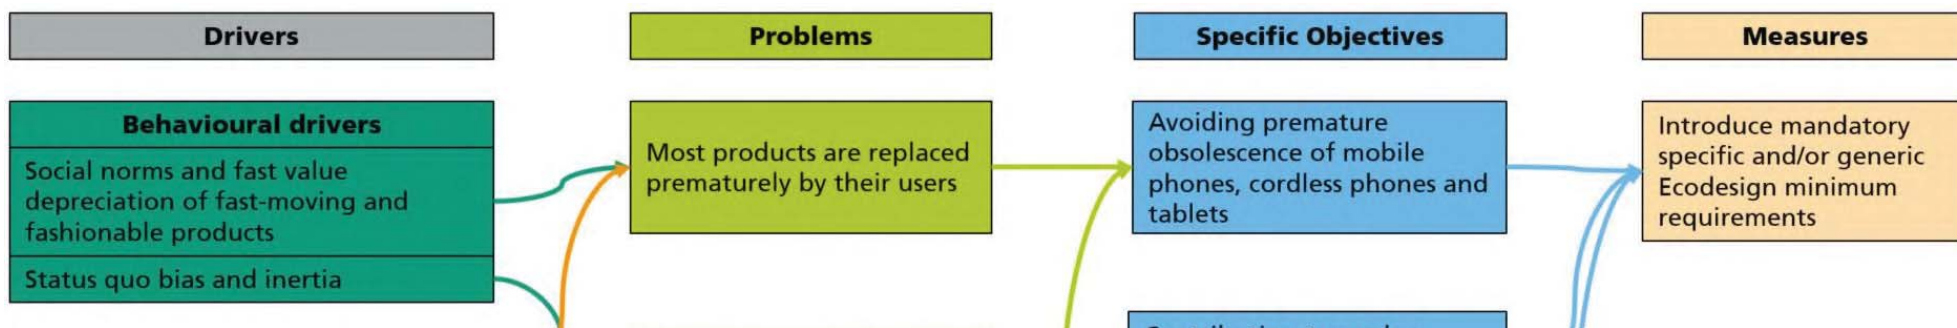 Drivers
Problems
Specific Objectives
Measures
Behavioural drivers
Social norms and fast value
depreciation of fast-moving and
fashionable products
Status quo bias and inertia
Most products are replaced
prematurely by their users
Avoiding premature
obsolescence of mobile
phones, cordless phones and
tablets
Introduce mandatory
specific and/or generic
Ecodesign minimum
requirements